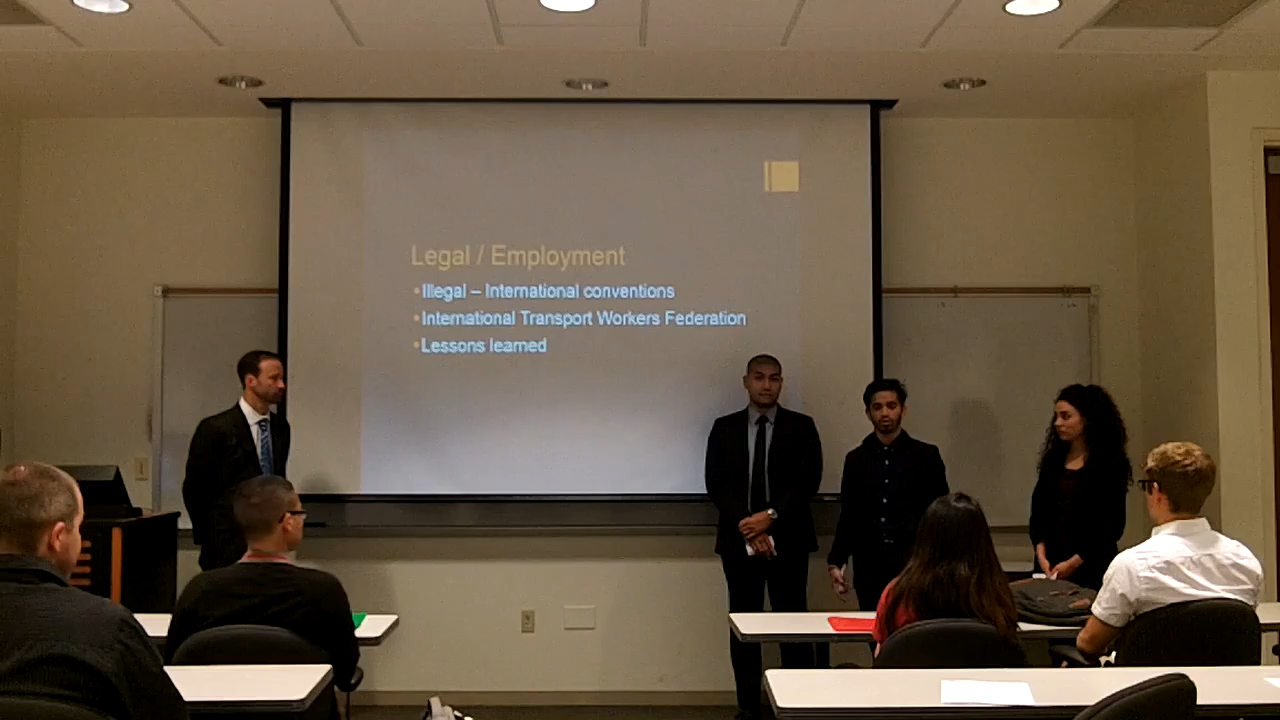 Legal / Employment
•Illegal – International conventions
•International Transport Workers Federation
•Lessons learned